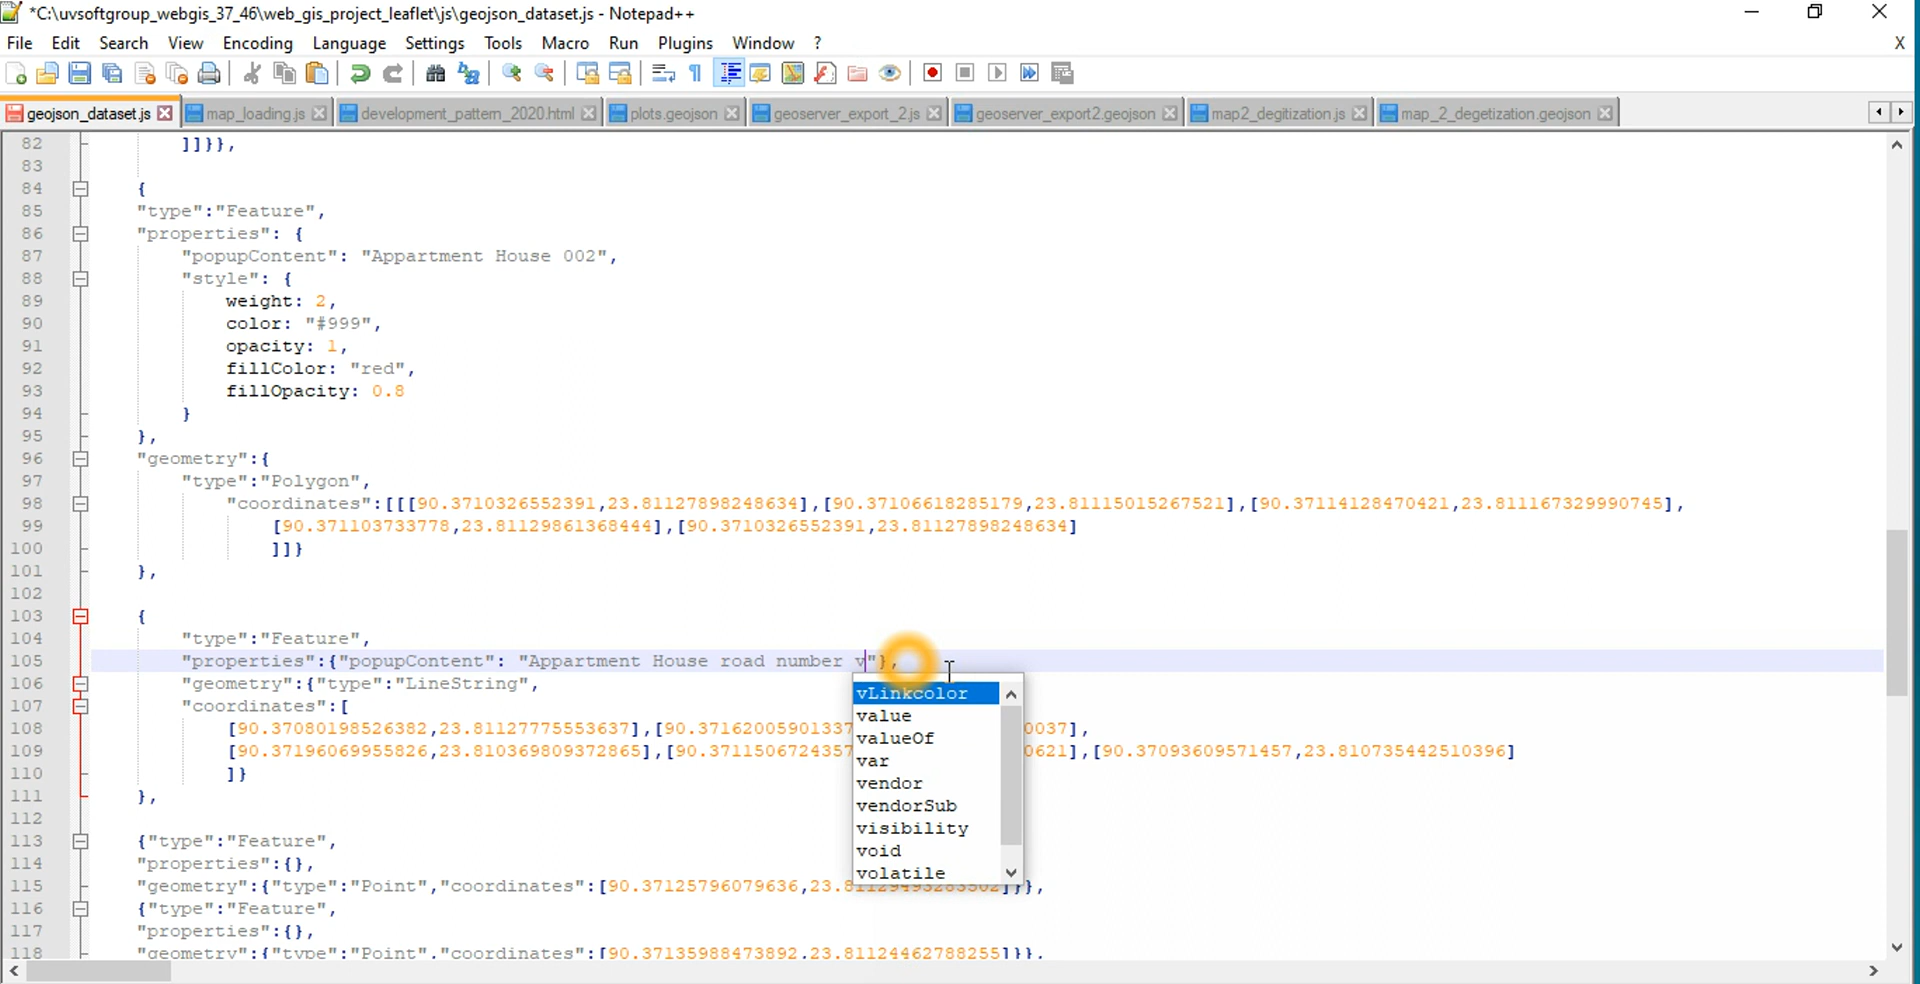 *C:\uvsoftgroup_webgis_37_46\web_gis_project_leaflet\js\geojson_dataset.js - Notepad++
File Edit Search View Encoding Language Settings Tools Macro Run Plugins Window ? X
geojson_dataset.js map_loading.js development_pattern_2020.html plots.geojson geoserver_export_2.js geoserver_export2.geojson map2_degitization.js map_2_degetization.geojson
82 ]]}},
83
84 {
85 "type":"Feature",
86 "properties": {
87 "popupContent": "Appartment House 002",
88 "style": {
89 weight: 2,
90 color: "#999",
91 opacity: 1,
92 fillColor: "red",
93 fillOpacity: 0.8
94 }
95 },
96 "geometry":{
97 "type":"Polygon",
98 "coordinates":[[[90.3710326552391,23.81127898248634],[90.37106618285179,23.81115015267521],[90.37114128470421,23.8111673299907​45],
99 [90.371103733778,23.81129861368444],[90.3710326552391,23.81127898248634]
100 ]]}
101 },
102
103 {
104 "type":"Feature",
105 "properties":{"popupContent": "Appartment House road number v"},
106 "geometry":{"type":"LineString",
107 "coordinates":[
108 [90.37080198526382,23.81127775553637],[90.37162005901337 0037],
109 [90.37196069955826,23.810369809372865],[90.3711506724357 0621],[90.37093609571457,23.810735442510396]
110 ]}
111 },
112
113 {"type":"Feature",
114 "properties":{},
115 "geometry":{"type":"Point","coordinates":[90.37125796079636,23.81129493283502]}},
116 {"type":"Feature",
117 "properties":{},
118 "geometry":{"type":"Point","coordinates":[90.37135988473892,23.81124462788255]}},
vLinkcolor
value
valueOf
var
vendor
vendorSub
visibility
void
volatile